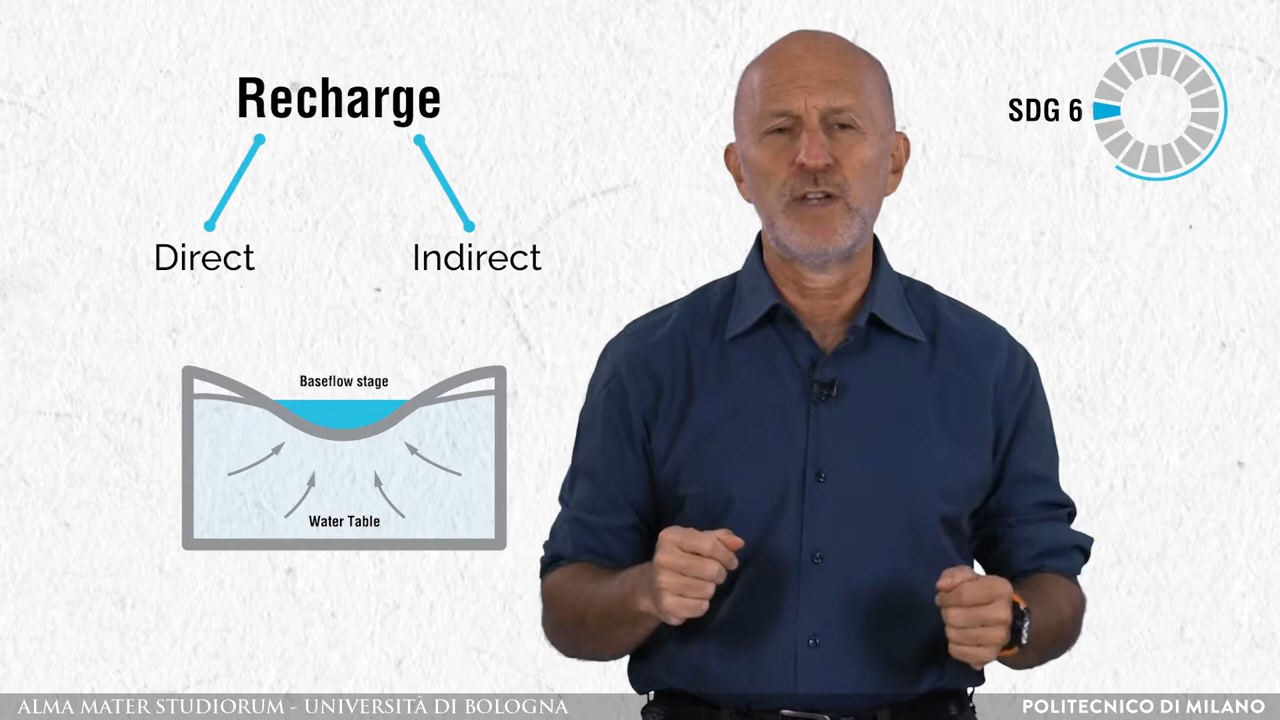 Recharge
SDG 6
Direct
Indirect
Baseflow stage
Water Table
ALMA MATER STUDIORUM - UNIVERSITÀ DI BOLOGNA
POLITECNICO DI MILANO